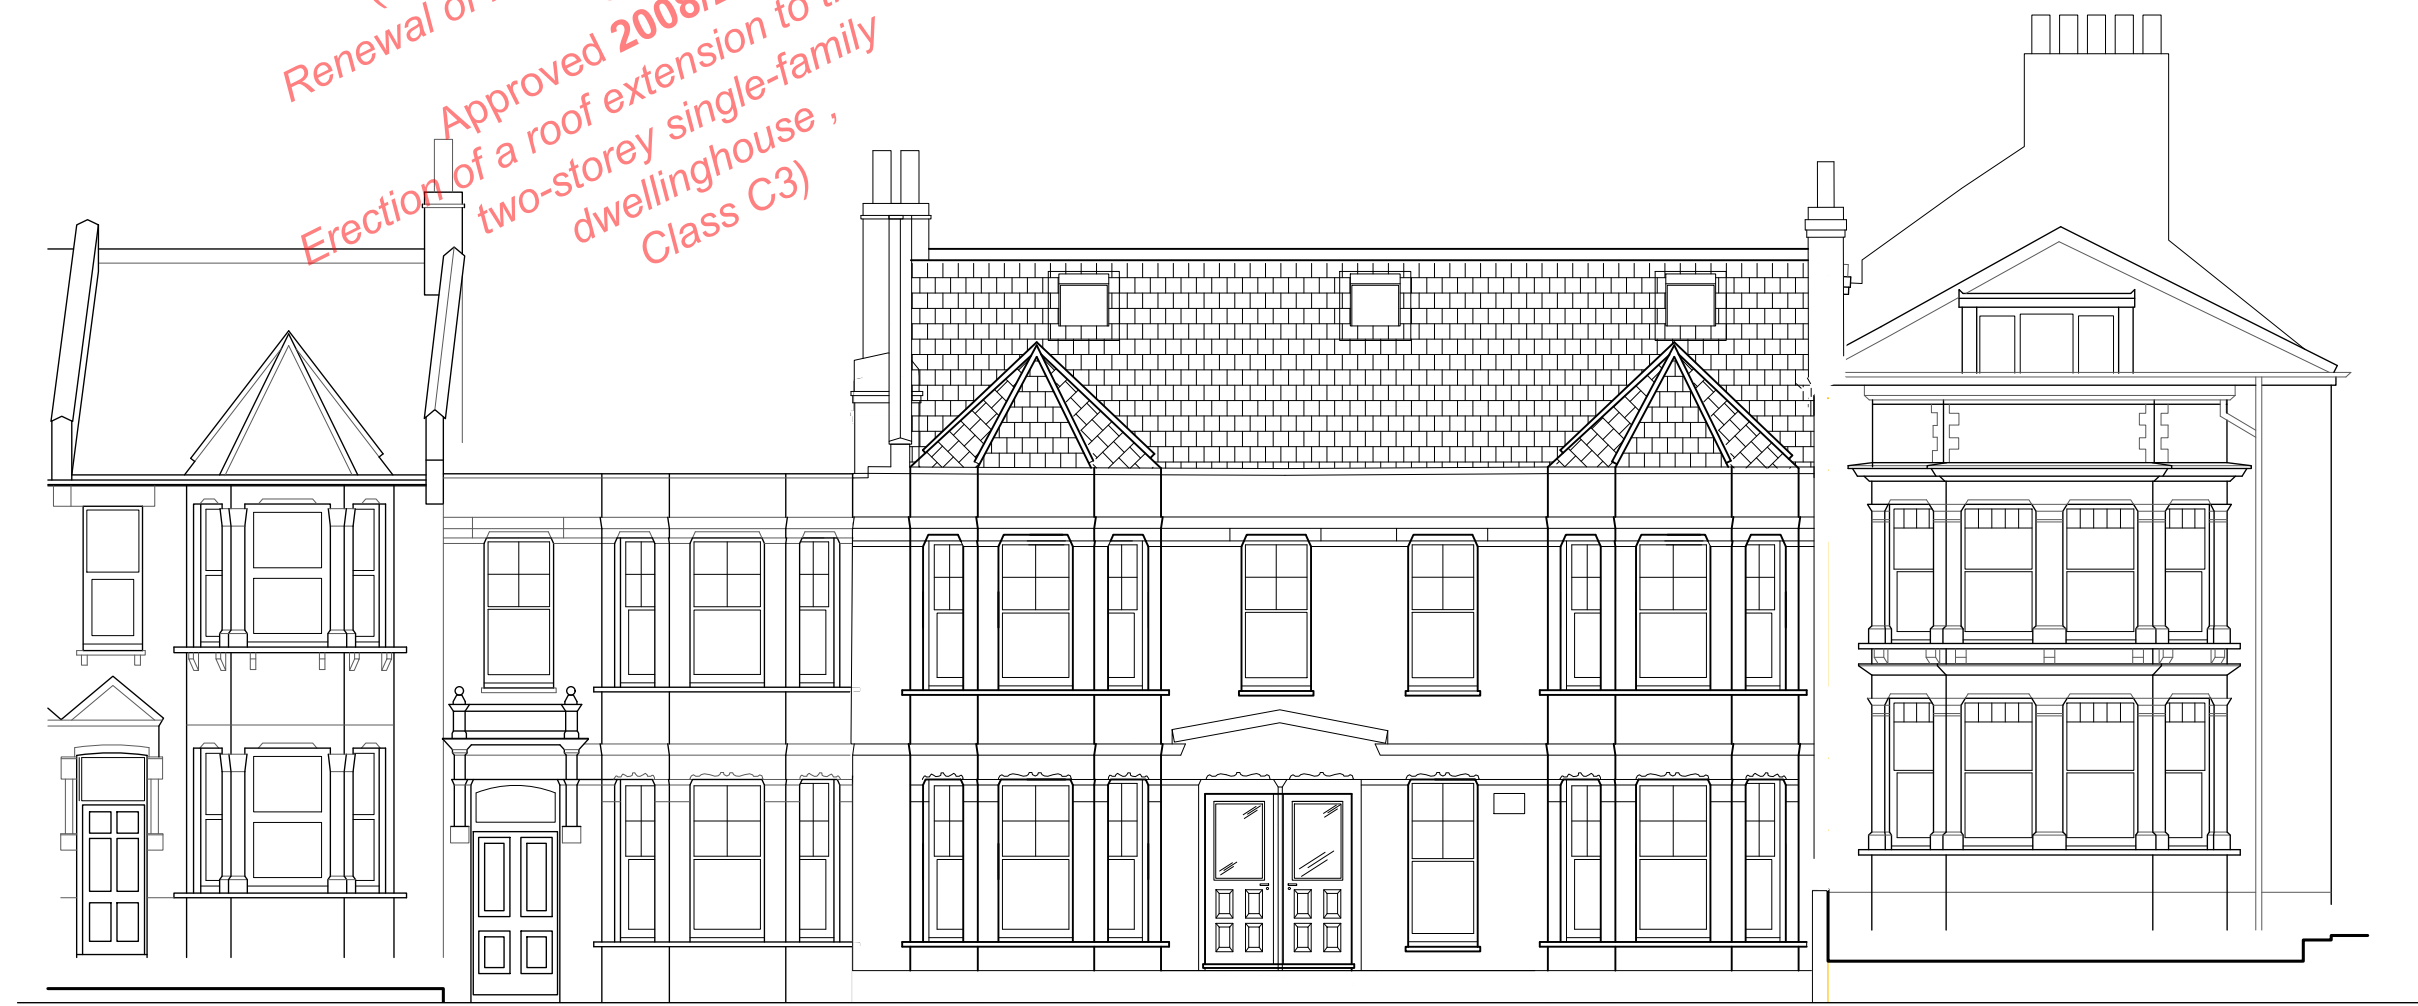 Renewal of
Approved 2008/
Erection of a roof extension to
two-storey single-family
dwellinghouse ,
Class C3)